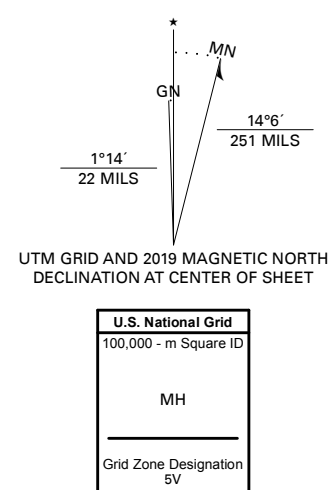 ★
MN
GN
14°6´
251 MILS
1°14´
22 MILS
UTM GRID AND 2019 MAGNETIC NORTH
DECLINATION AT CENTER OF SHEET
U.S. National Grid
100,000 - m Square ID
MH
Grid Zone Designation
5V